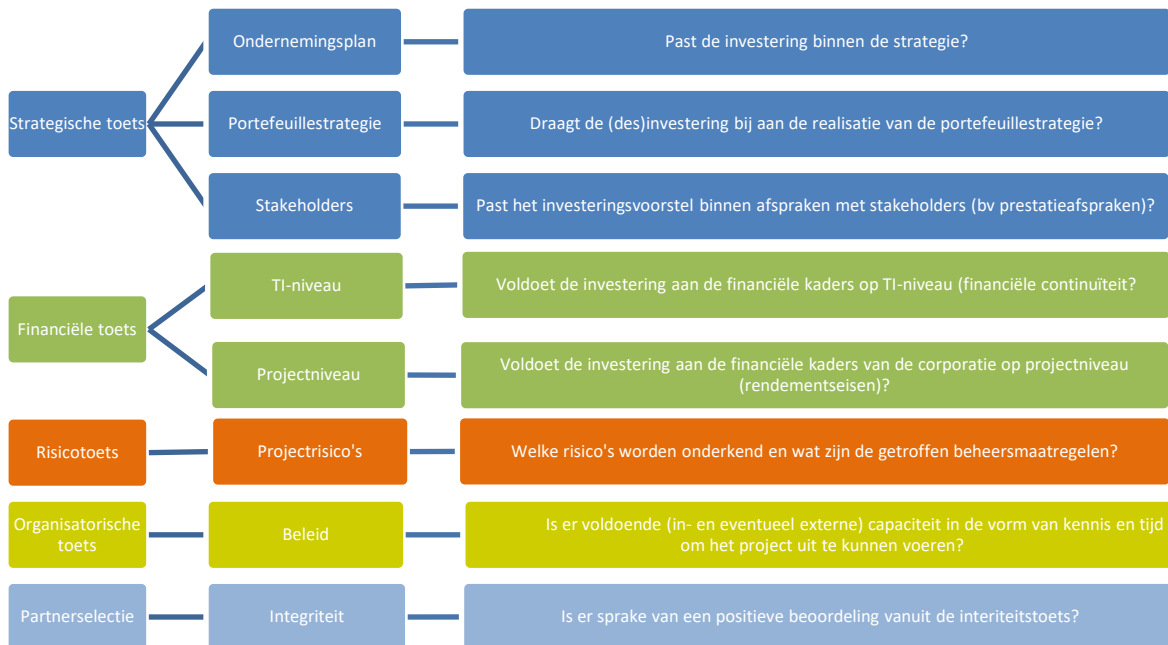 Ondernemingsplan
Past de investering binnen de strategie?
Strategische toets
Portefeuillestrategie
Draagt de (des)investering bij aan de realisatie van de portefeuillestrategie?
Stakeholders
Past het investeringsvoorstel binnen afspraken met stakeholders (bv prestatieafspraken)?
TI-niveau
Voldoet de investering aan de financiële kaders op TI-niveau (financiële continuïteit?
Financiële toets
Projectniveau
Voldoet de investering aan de financiële kaders van de corporatie op projectniveau
(rendementseisen)?
Risicotoets
Projectrisico's
Welke risico's worden onderkend en wat zijn de getroffen beheersmaatregelen?
Organisatorische
toets
Beleid
Is er voldoende (in- en eventueel externe) capaciteit in de vorm van kennis en tijd
om het project uit te kunnen voeren?
Partnerselectie
Integriteit
Is er sprake van een positieve beoordeling vanuit de interiteitstoets?